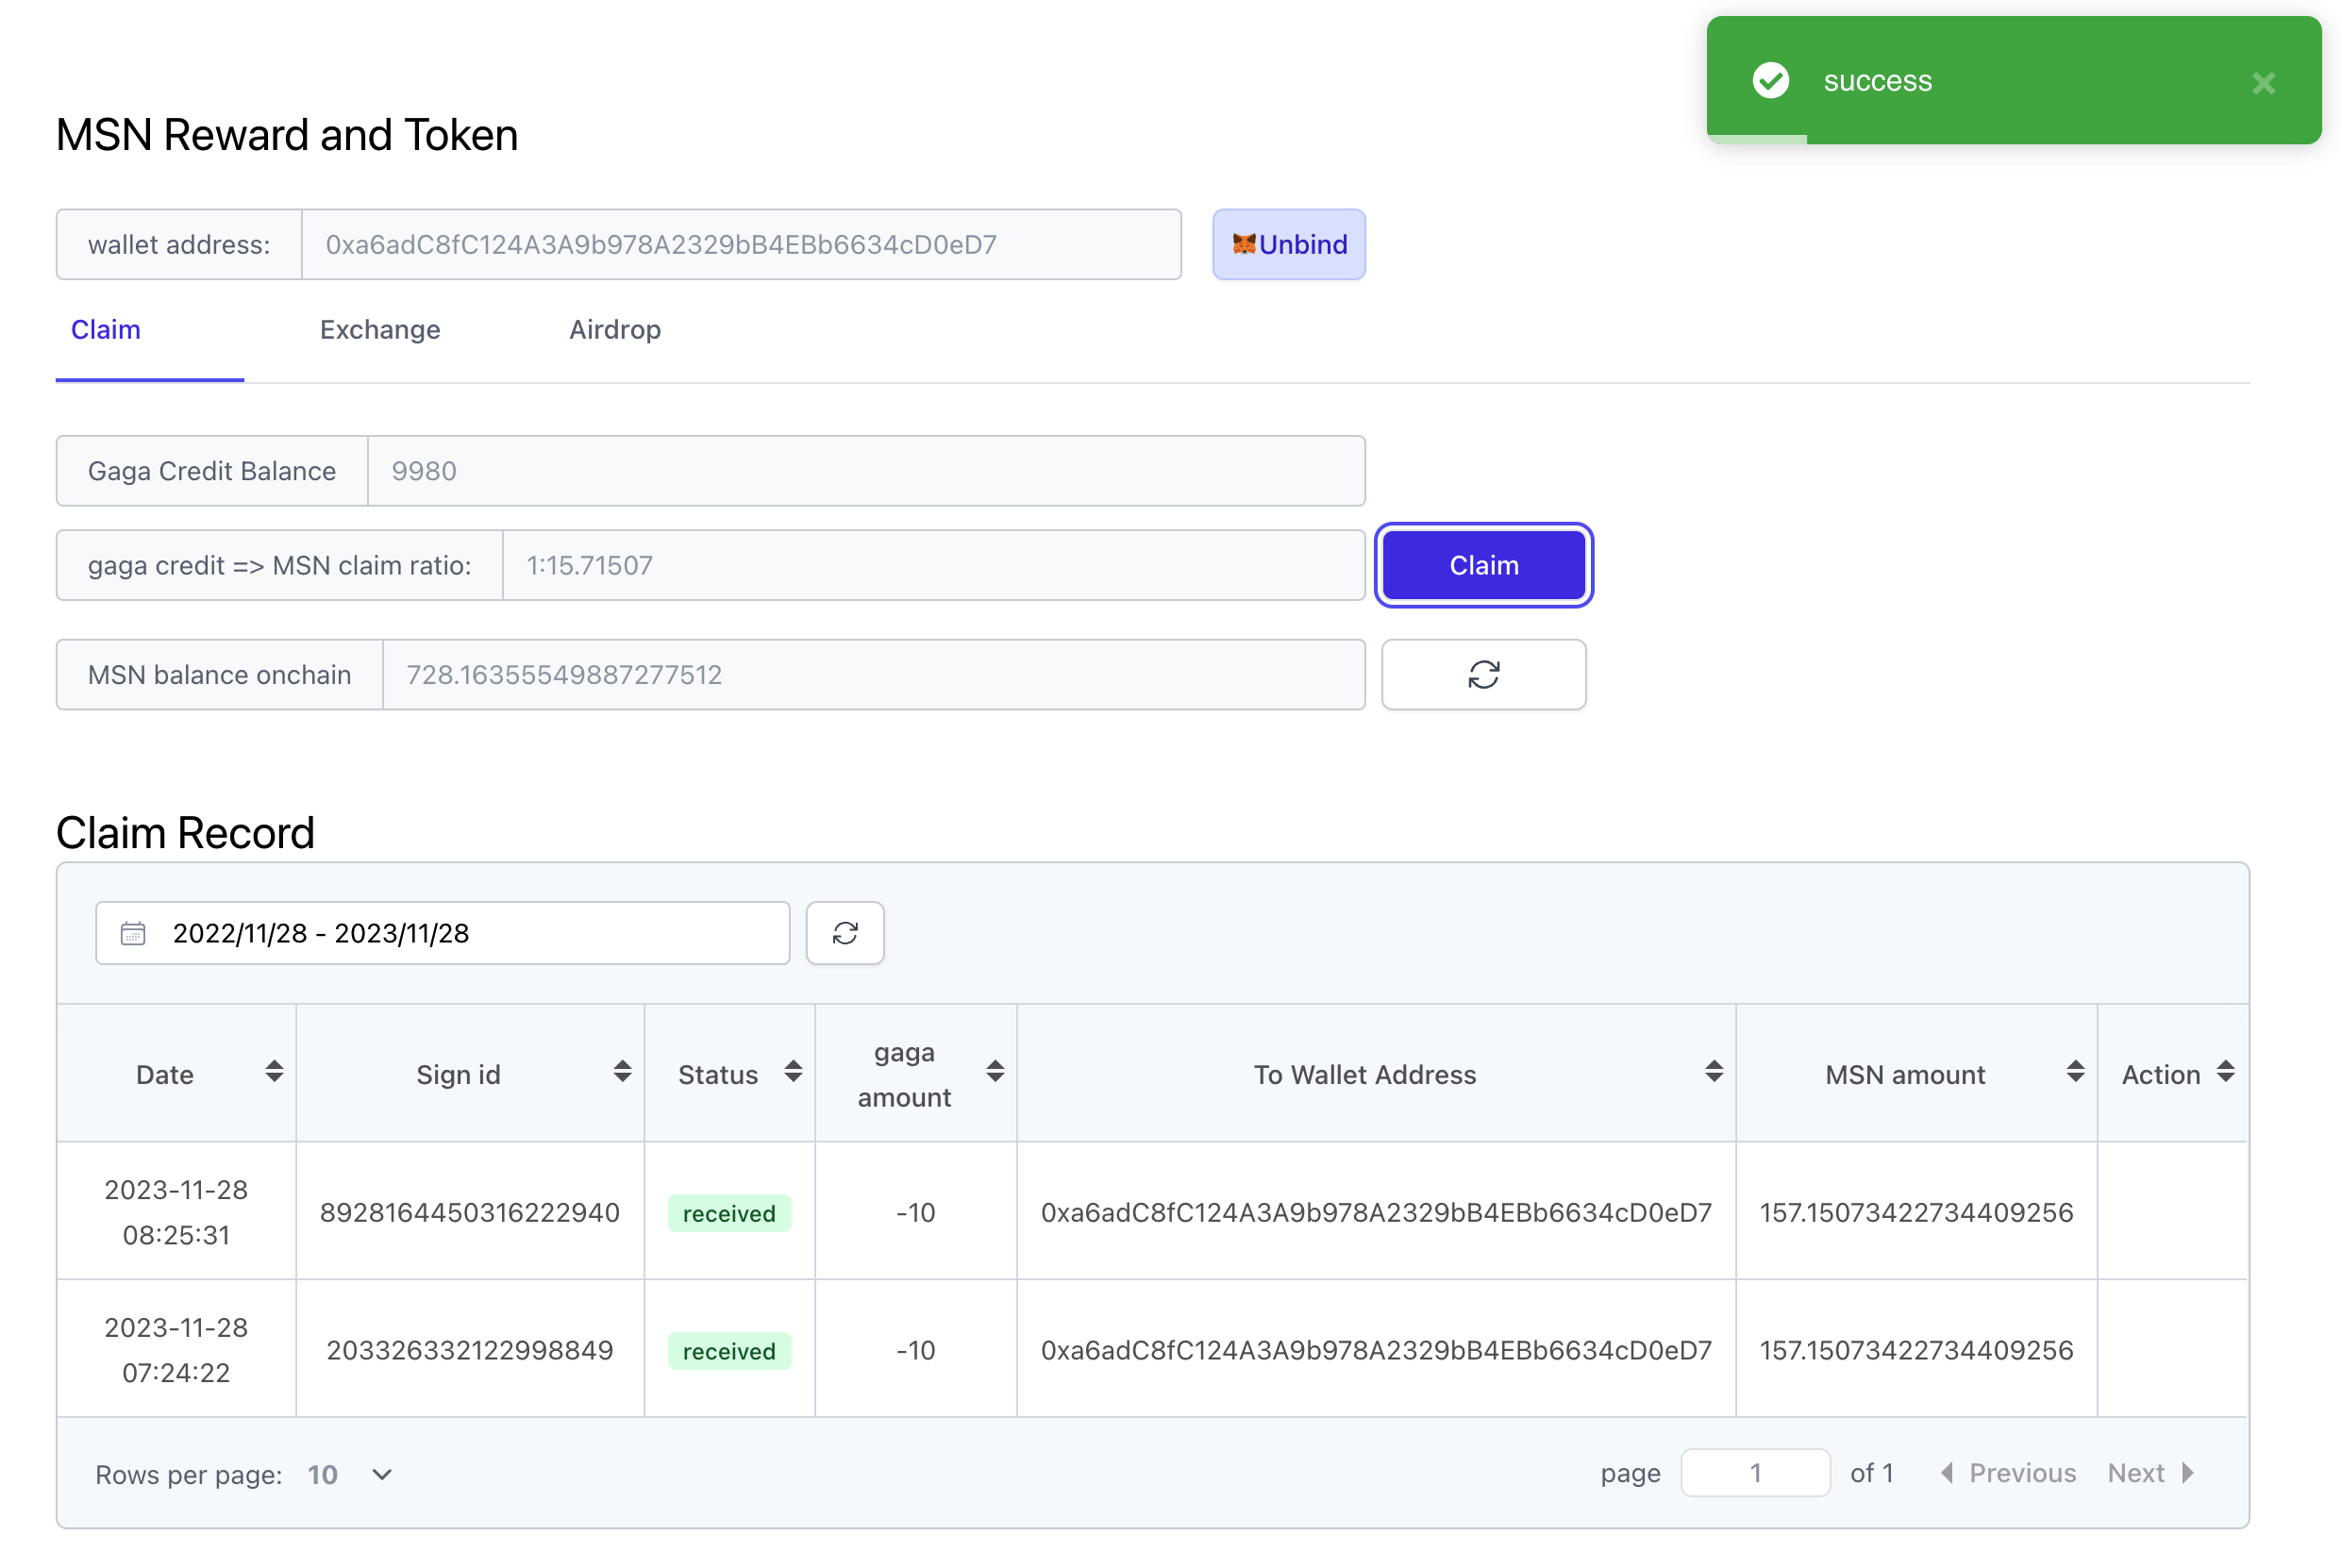 success
MSN Reward and Token
wallet address: 0xa6adC8fC124A3A9b978A2329bB4EBb6634cD0eD7 Unbind
Claim Exchange Airdrop
Gaga Credit Balance 9980
gaga credit => MSN claim ratio: 1:15.71507 Claim
MSN balance onchain 728.16355549887277512
Claim Record
2022/11/28 - 2023/11/28
Date Sign id Status gaga amount To Wallet Address MSN amount Action
2023-11-28 08:25:31 8928164450316222940 received -10 0xa6adC8fC124A3A9b978A2329bB4EBb6634cD0eD7 157.15073422734409256
2023-11-28 07:24:22 203326332122998849 received -10 0xa6adC8fC124A3A9b978A2329bB4EBb6634cD0eD7 157.15073422734409256
Rows per page: 10 page 1 of 1 Previous Next